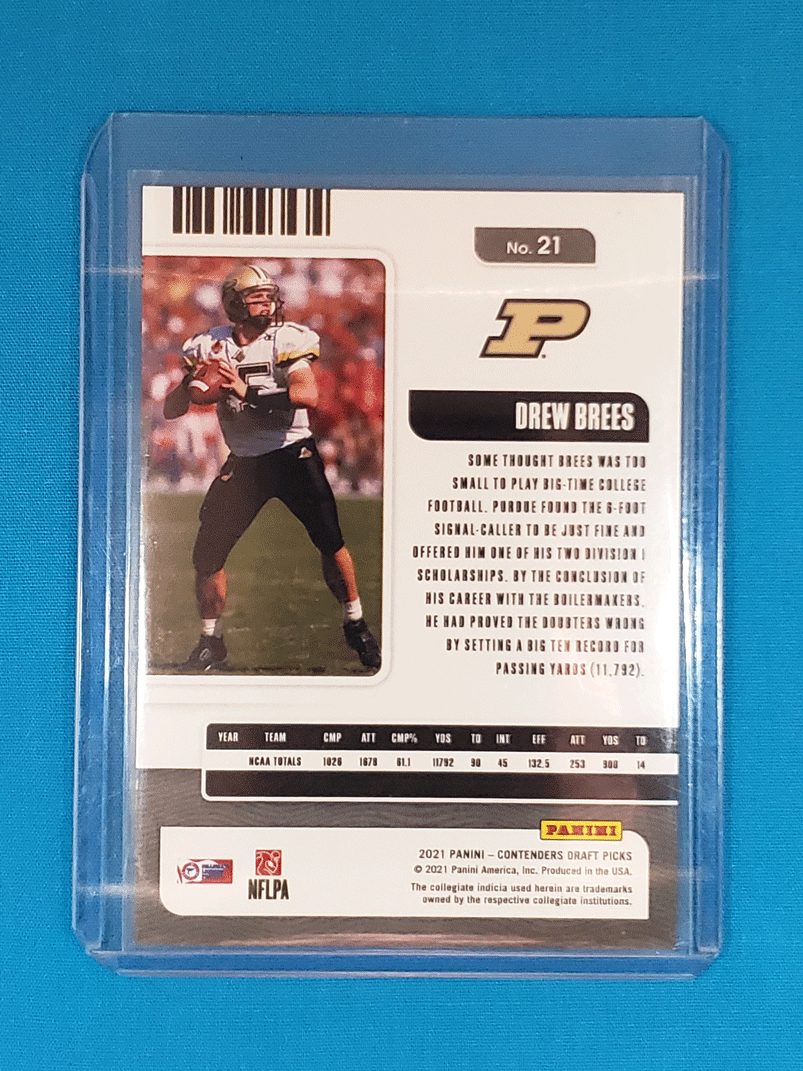 No. 21
P
DREW BREES
SOME THOUGHT BREES WAS TOO
SMALL TO PLAY BIG-TIME COLLEGE
FOOTBALL. PURDUE FOUND THE 6-FOOT
SIGNAL-CALLER TO BE JUST FINE AND
OFFERED HIM ONE OF HIS TWO DIVISION I
SCHOLARSHIPS. BY THE CONCLUSION OF
HIS CAREER WITH THE BOILERMAKERS,
HE HAD PROVED THE DOUBTERS WRONG
BY SETTING A BIG TEN RECORD FOR
PASSING YARDS (11,792).
YEAR TEAM CMP ATT CMP% YDS TD INT EFF ATT YDS TD
NCAA TOTALS 1026 1678 61.1 11792 90 45 132.5 253 900 14
PANINI
2021 PANINI – CONTENDERS DRAFT PICKS
© 2021 Panini America, Inc. Produced in the USA.
The collegiate indicia used herein are trademarks
owned by the respective collegiate institutions.
NFLPA